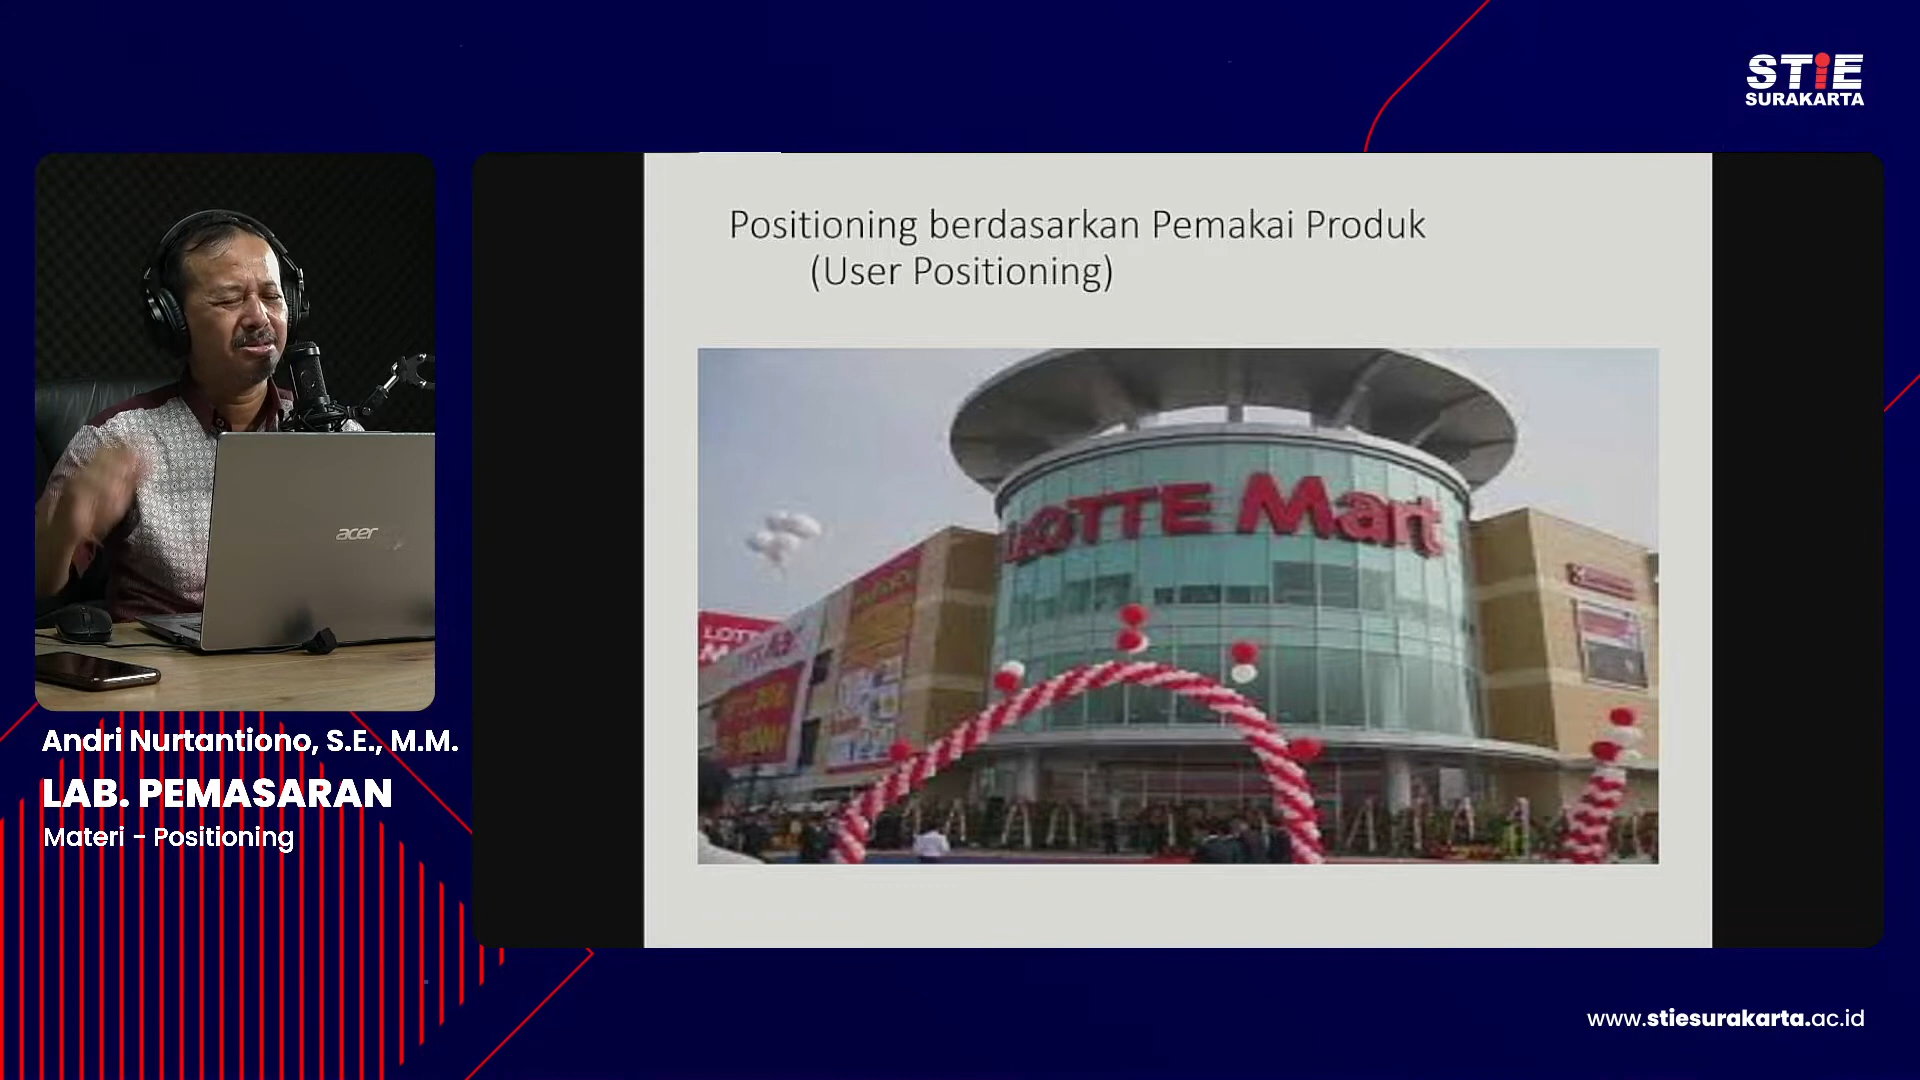 STiE
SURAKARTA
Positioning berdasarkan Pemakai Produk
(User Positioning)
LOTTE Mart
LOTT
acer
Andri Nurtantiono, S.E., M.M.
LAB. PEMASARAN
Materi - Positioning
www.stiesurakarta.ac.id